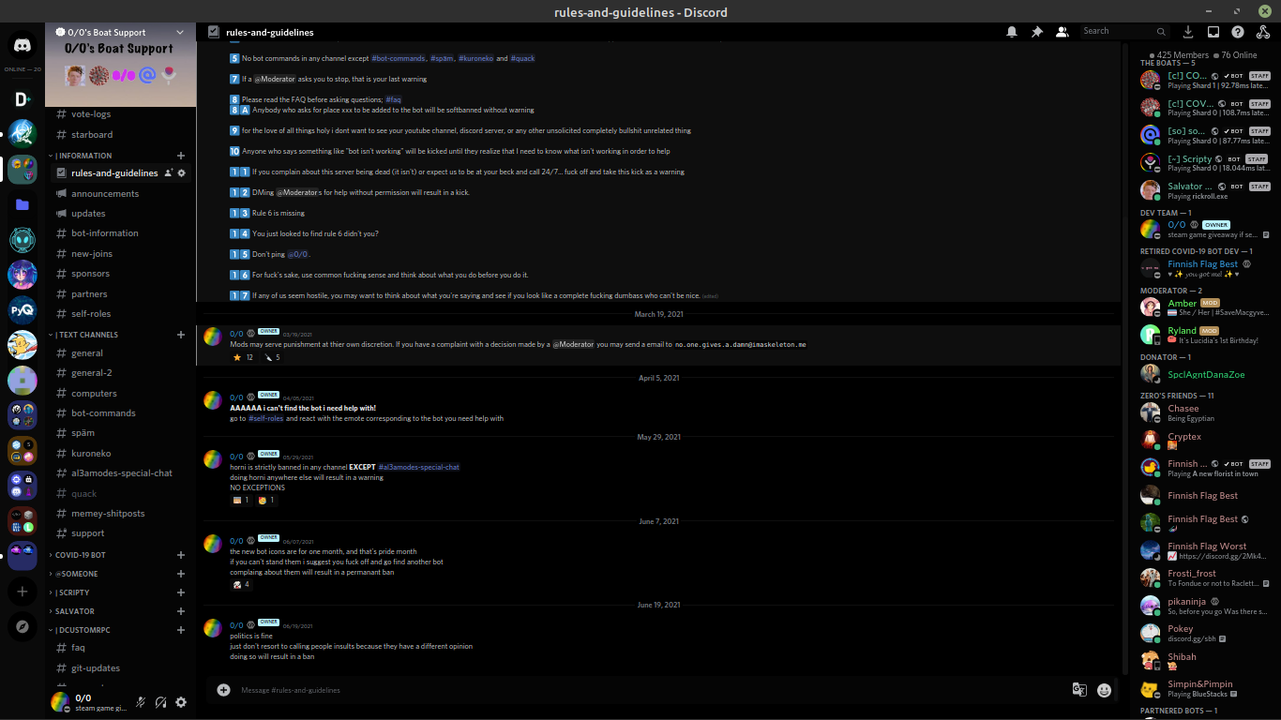 rules-and-guidelines - Discord
0/0's Boat Support
0/0's Boat Support
0/0
ONLINE — 20
D+
PyQ
vote-logs
starboard
| INFORMATION
rules-and-guidelines
announcements
updates
bot-information
new-joins
sponsors
partners
self-roles
| TEXT CHANNELS
general
general-2
computers
bot-commands
späm
kuroneko
al3amodes-special-chat
quack
memey-shitposts
support
COVID-19 BOT
@SOMEONE
| SCRIPTY
SALVATOR
| DCUSTOMRPC
faq
git-updates
0/0
steam game gi...
rules-and-guidelines
Search
5 No bot commands in any channel except #bot-commands, #späm, #kuroneko and #quack
7 If a @Moderator asks you to stop, that is your last warning
8 Please read the FAQ before asking questions; #faq
8 A Anybody who asks for place xxx to be added to the bot will be softbanned without warning
9 for the love of all things holy i dont want to see your youtube channel, discord server, or any other unsolicited completely bullshit unrelated thing
10 Anyone who says something like "bot isn't working" will be kicked until they realize that I need to know what isn't working in order to help
1 1 If you complain about this server being dead (it isn't) or expect us to be at your beck and call 24/7... fuck off and take this kick as a warning
1 2 DMing @Moderators for help without permission will result in a kick.
1 3 Rule 6 is missing
1 4 You just looked to find rule 6 didn't you?
1 5 Don't ping @0/0.
1 6 For fuck's sake, use common fucking sense and think about what you do before you do it.
1 7 If any of us seem hostile, you may want to think about what you're saying and see if you look like a complete fucking dumbass who can't be nice. (edited)
March 19, 2021
0/0 OWNER 03/19/2021
Mods may serve punishment at thier own discretion. If you have a complaint with a decision made by a @Moderator you may send a email to no.one.gives.a.damn@imaskeleton.me
12 5
April 5, 2021
0/0 OWNER 04/05/2021
AAAAAA i can't find the bot i need help with!
go to #self-roles and react with the emote corresponding to the bot you need help with
May 29, 2021
0/0 OWNER 05/29/2021
horni is strictly banned in any channel EXCEPT #al3amodes-special-chat
doing horni anywhere else will result in a warning
NO EXCEPTIONS
1 1
June 7, 2021
0/0 OWNER 06/07/2021
the new bot icons are for one month, and that's pride month
if you can't stand them i suggest you fuck off and go find another bot
complaing about them will result in a permanant ban
4
June 19, 2021
0/0 OWNER 06/19/2021
politics is fine
just don't resort to calling people insults because they have a different opinion
doing so will result in a ban
Message #rules-and-guidelines
425 Members 76 Online
THE BOATS — 5
[c!] CO... BOT STAFF
Playing Shard 1 | 92.78ms late...
[c!] COV... BOT STAFF
Playing Shard 0 | 108.7ms lat...
[so] so... BOT STAFF
Playing Shard 0 | 87.77ms lat...
[~] Scripty BOT STAFF
Playing Shard 0 | 18.044ms lat...
Salvator ... BOT STAFF
Playing rickroll.exe
DEV TEAM — 1
0/0 OWNER
steam game giveaway if se...
RETIRED COVID-19 BOT DEV — 1
Finnish Flag Best
♥ ✨ you got me! ✨ ♥
MODERATOR — 2
Amber MOD
She / Her | #SaveMacgyve...
Ryland MOD
It's Lucidia's 1st Birthday!
DONATOR — 1
SpclAgntDanaZoe
ZERO'S FRIENDS — 11
Chasee
Being Egyptian
Cryptex
Finnish ... BOT STAFF
Playing A new florist in town
Finnish Flag Best
Finnish Flag Best
Finnish Flag Worst
https://discord.gg/2Mk4...
Frosti_frost
To Fondue or not to Raclett...
pikaninja
So, before you go Was there s...
Pokey
discord.gg/sbh
Shibah
Simpin&Pimpin
Playing BlueStacks
PARTNERED BOTS — 1